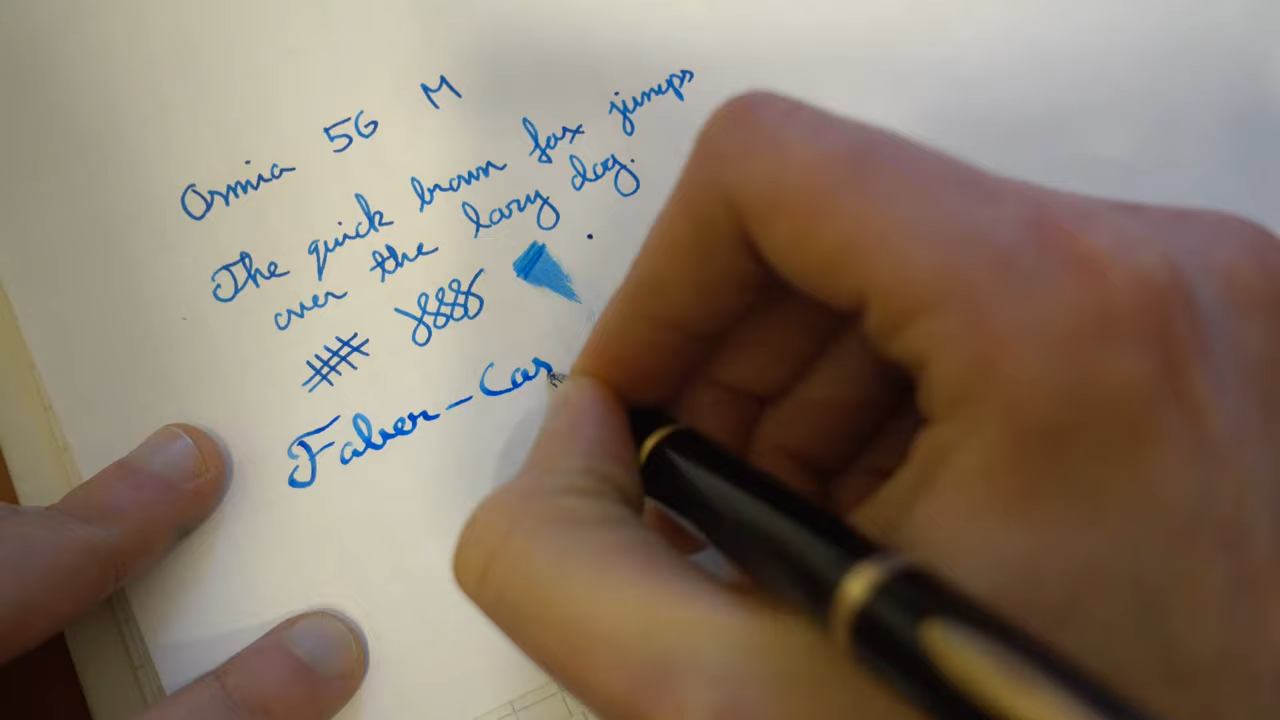 Osmia 56 M
The quick brown fox jumps
over the lazy dog.
Faber-Cas